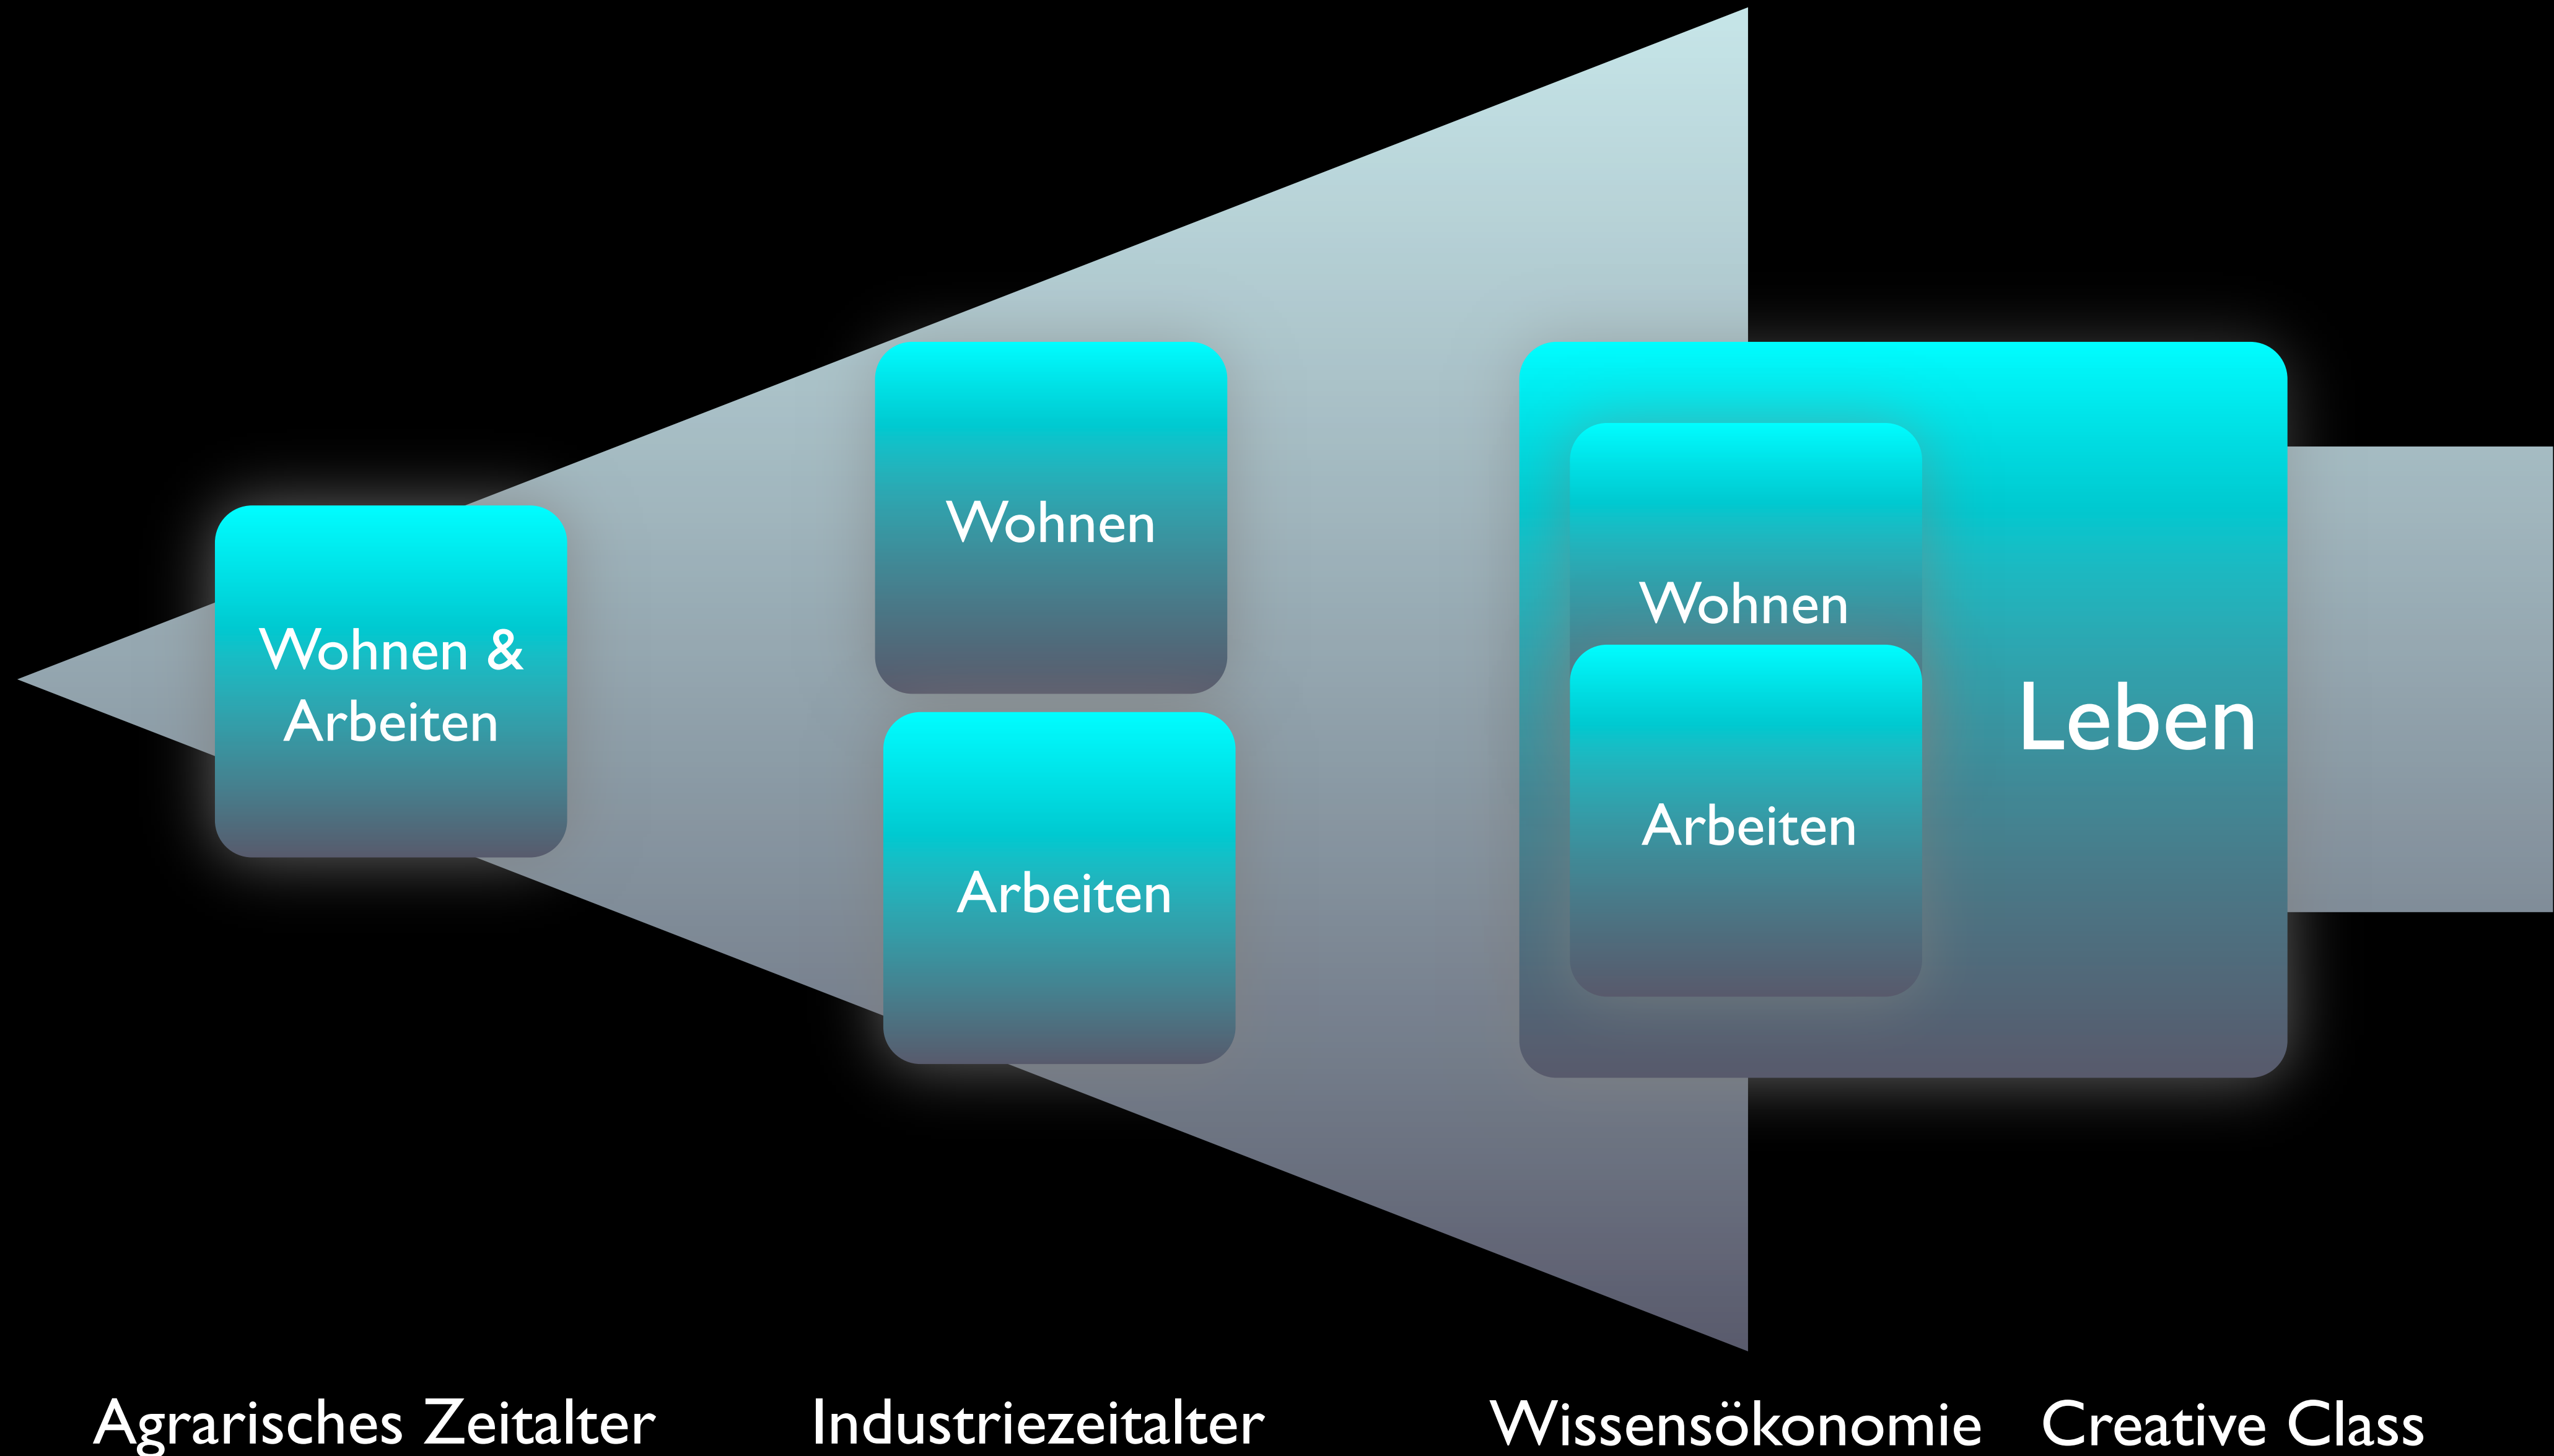 Wohnen &
Arbeiten
Wohnen
Arbeiten
Wohnen
Arbeiten
Leben
Agrarisches Zeitalter
Industriezeitalter
Wissensökonomie
Creative Class